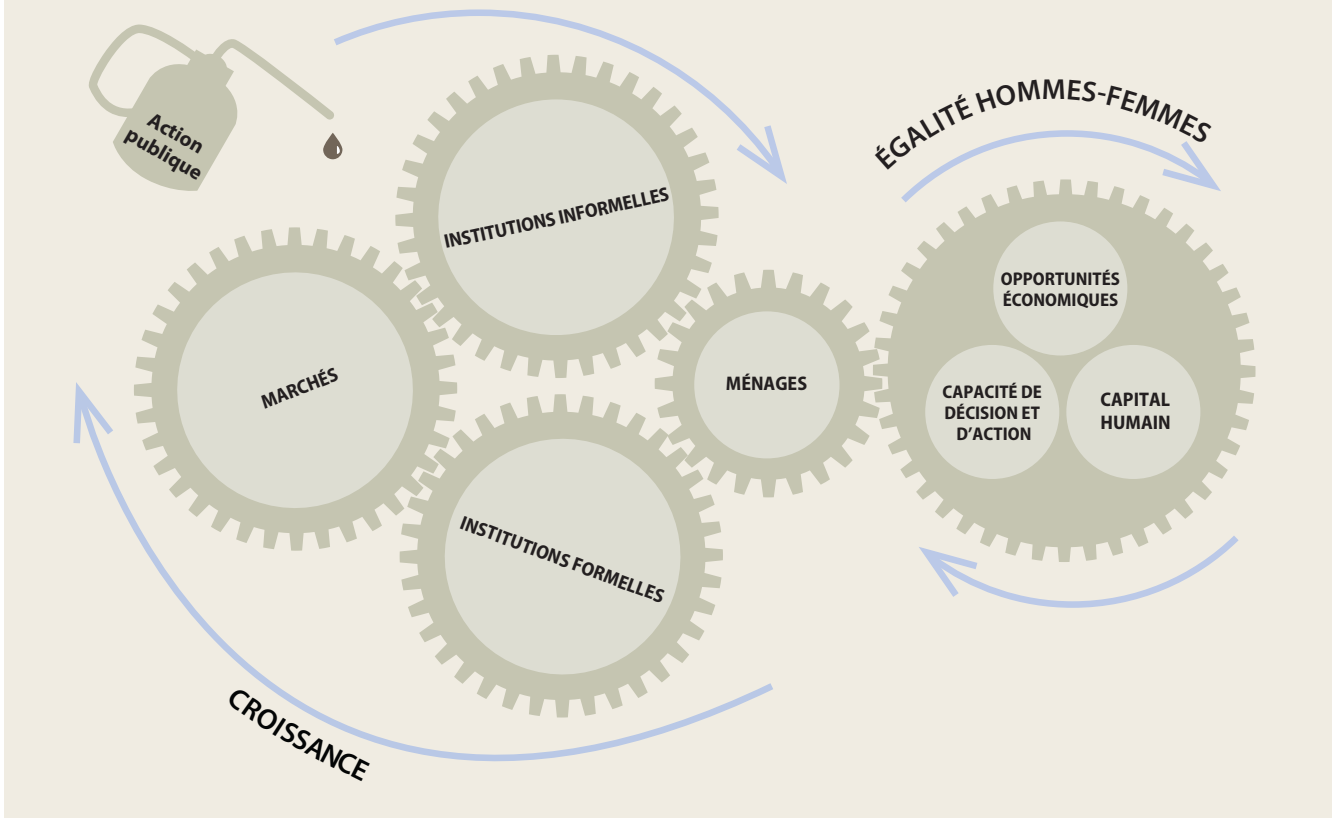 Action
publique
INSTITUTIONS INFORMELLES
ÉGALITÉ HOMMES-FEMMES
MARCHÉS
MÉNAGES
OPPORTUNITÉS
ÉCONOMIQUES
CAPACITÉ DE
DÉCISION ET
D’ACTION
CAPITAL
HUMAIN
INSTITUTIONS FORMELLES
CROISSANCE